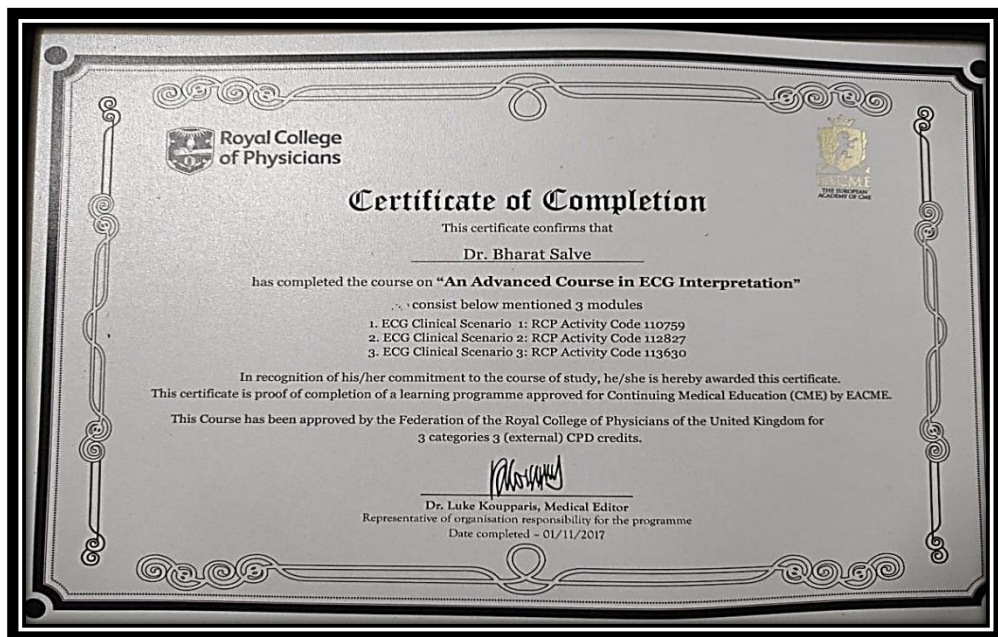 Royal College
of Physicians
EACME
THE EUROPEAN
ACADEMY OF CME
Certificate of Completion
This certificate confirms that
Dr. Bharat Salve
has completed the course on “An Advanced Course in ECG Interpretation”
consist below mentioned 3 modules
1. ECG Clinical Scenario 1: RCP Activity Code 110759
2. ECG Clinical Scenario 2: RCP Activity Code 112827
3. ECG Clinical Scenario 3: RCP Activity Code 113630
In recognition of his/her commitment to the course of study, he/she is hereby awarded this certificate.
This certificate is proof of completion of a learning programme approved for Continuing Medical Education (CME) by EACME.
This Course has been approved by the Federation of the Royal College of Physicians of the United Kingdom for
3 categories 3 (external) CPD credits.
Dr. Luke Koupparis, Medical Editor
Representative of organisation responsibility for the programme
Date completed - 01/11/2017